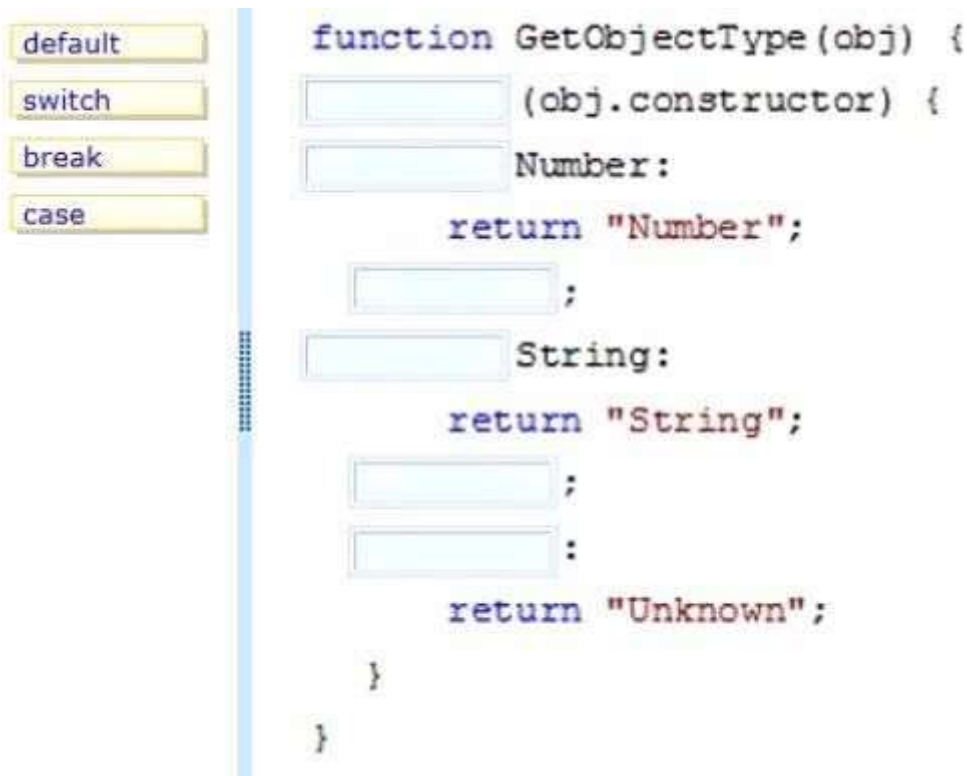 default
switch
break
case
function GetObjectType(obj) {
(obj.constructor) {
Number:
return "Number";
;
String:
return "String";
;
:
return "Unknown";
}
}